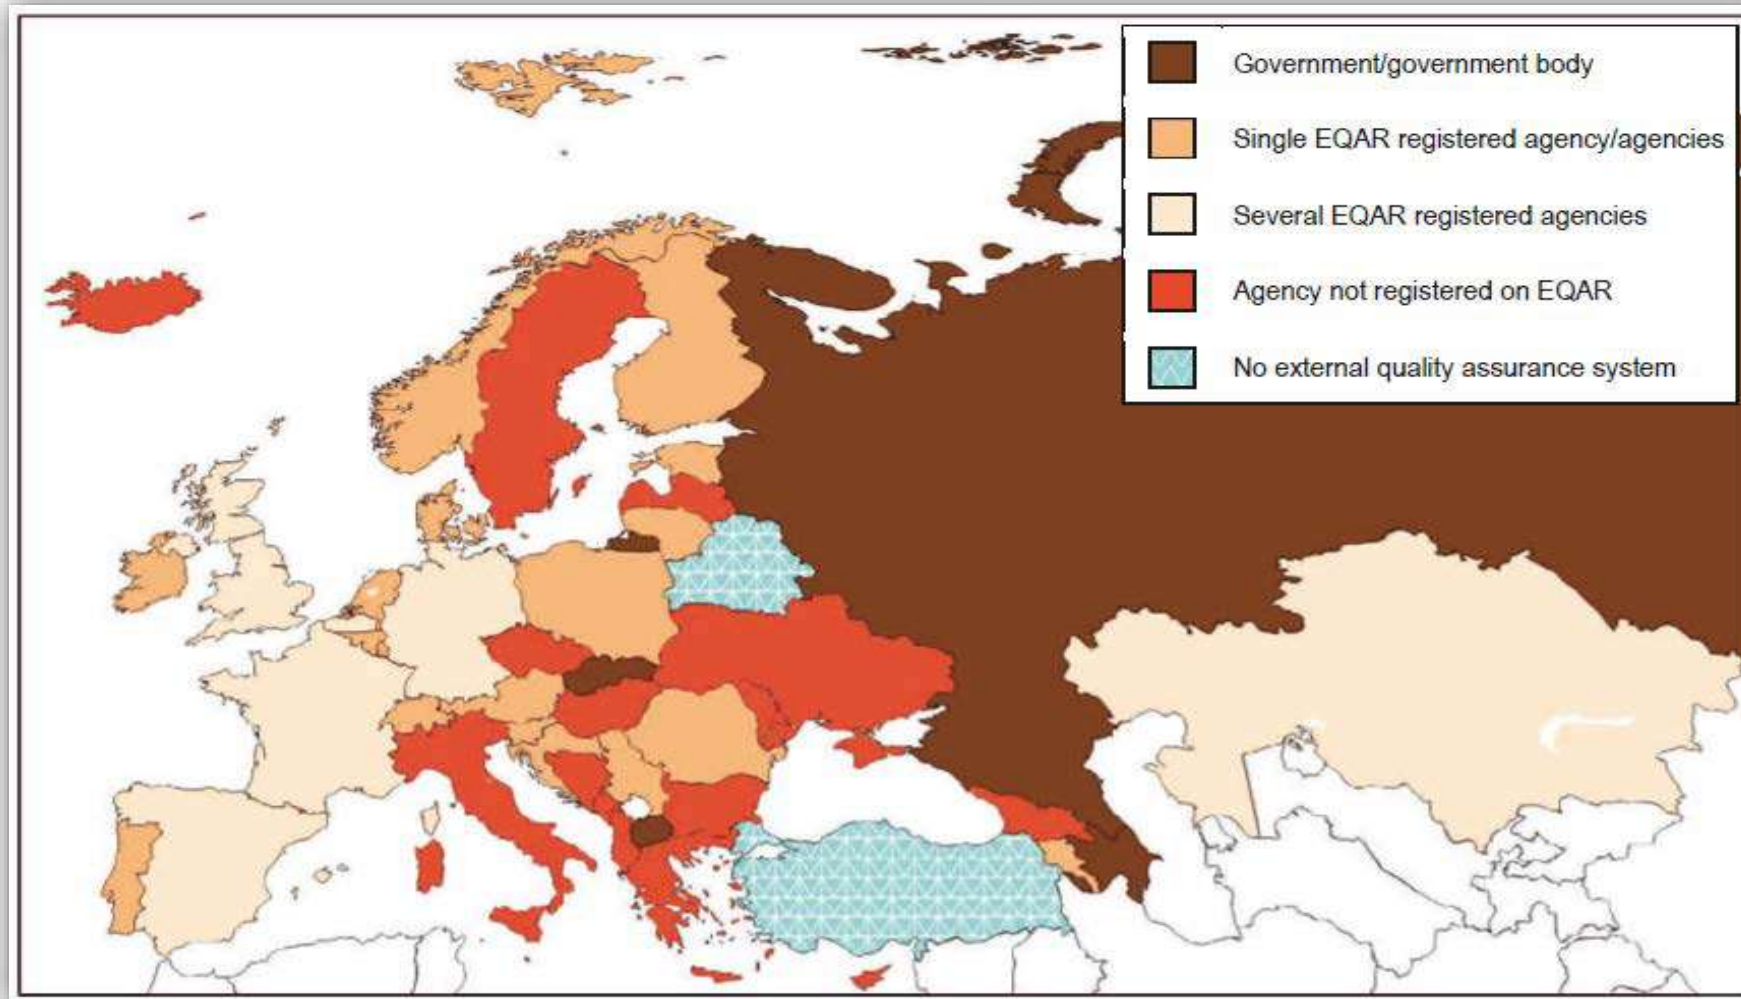 Government/government body
Single EQAR registered agency/agencies
Several EQAR registered agencies
Agency not registered on EQAR
No external quality assurance system